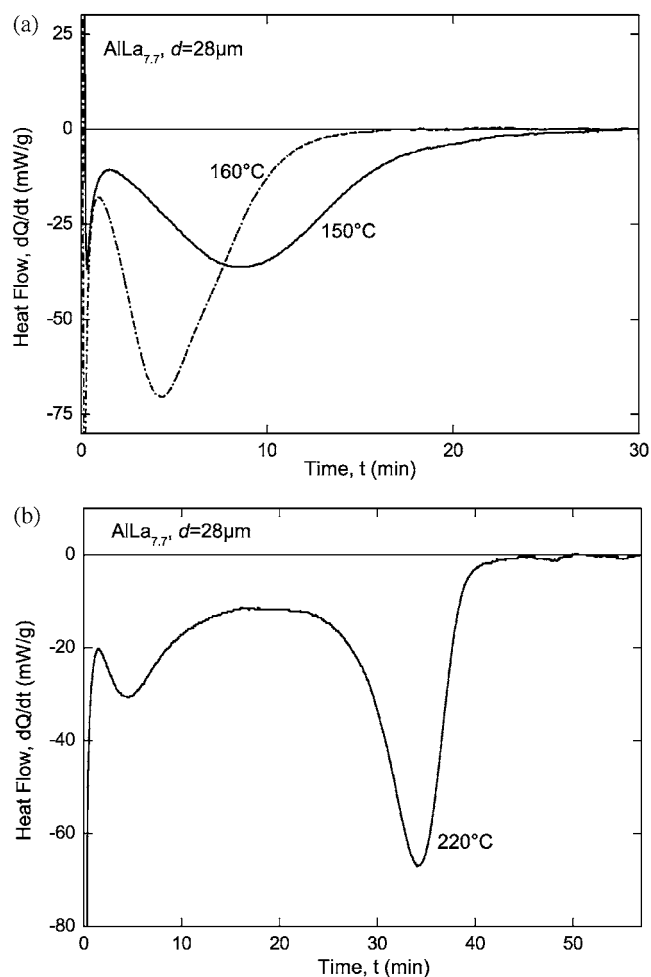 (a)
AlLa7.7, d=28µm
25
0
-25
-50
-75
Heat Flow, dQ/dt (mW/g)
160°C
150°C
0
10
20
30
Time, t (min)
(b)
AlLa7.7, d=28µm
0
-20
-40
-60
-80
Heat Flow, dQ/dt (mW/g)
220°C
0
10
20
30
40
50
Time, t (min)